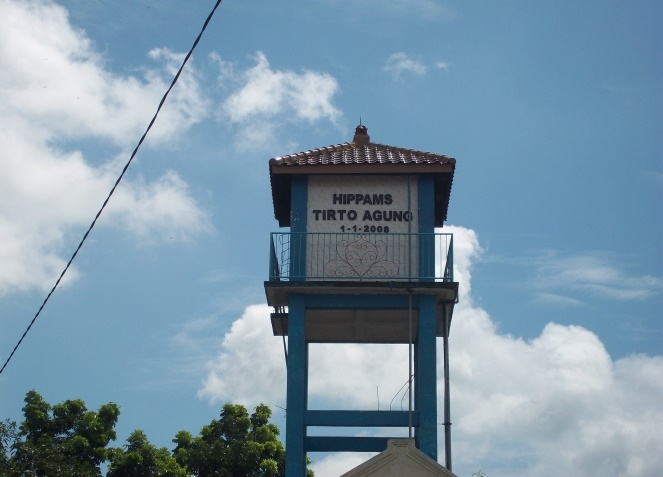 HIPPAMS
TIRTO AGUNG
1-1-2008